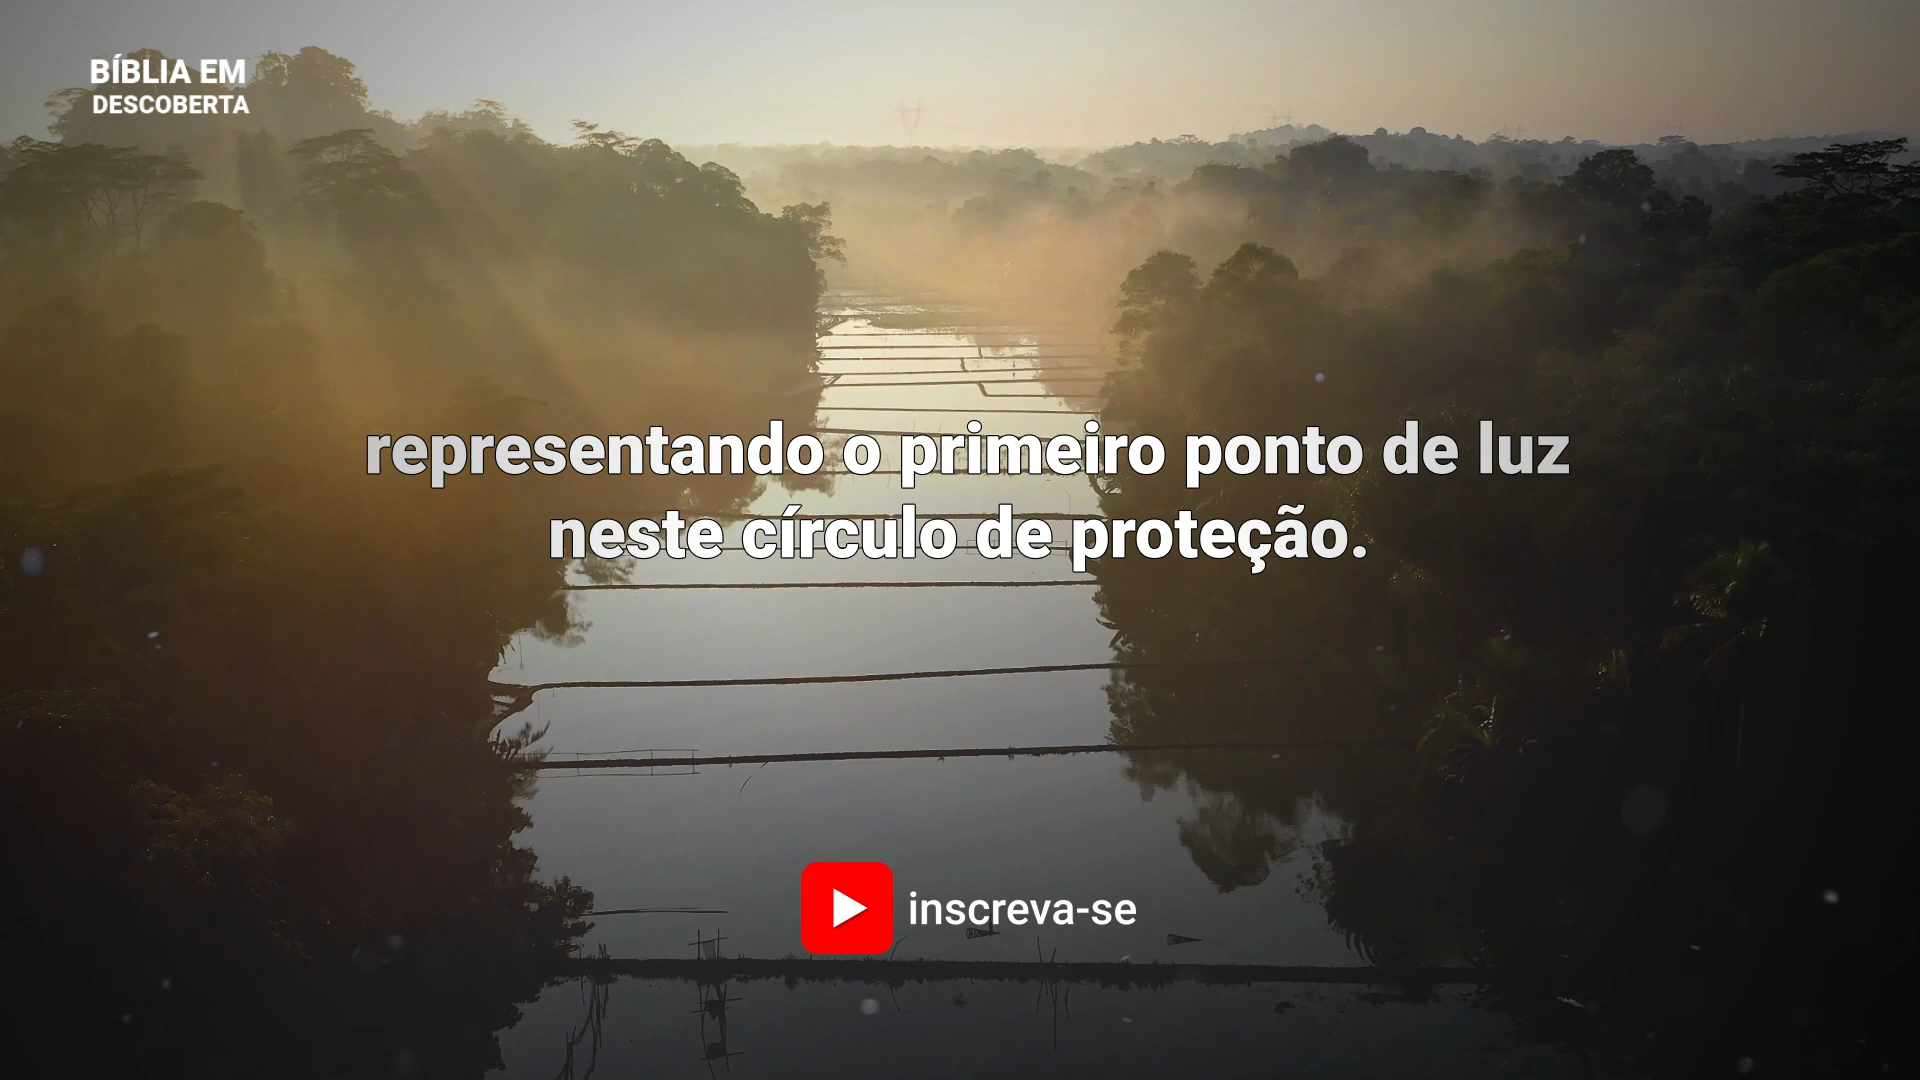 BÍBLIA EM
DESCOBERTA
representando o primeiro ponto de luz
neste círculo de proteção.
inscreva-se